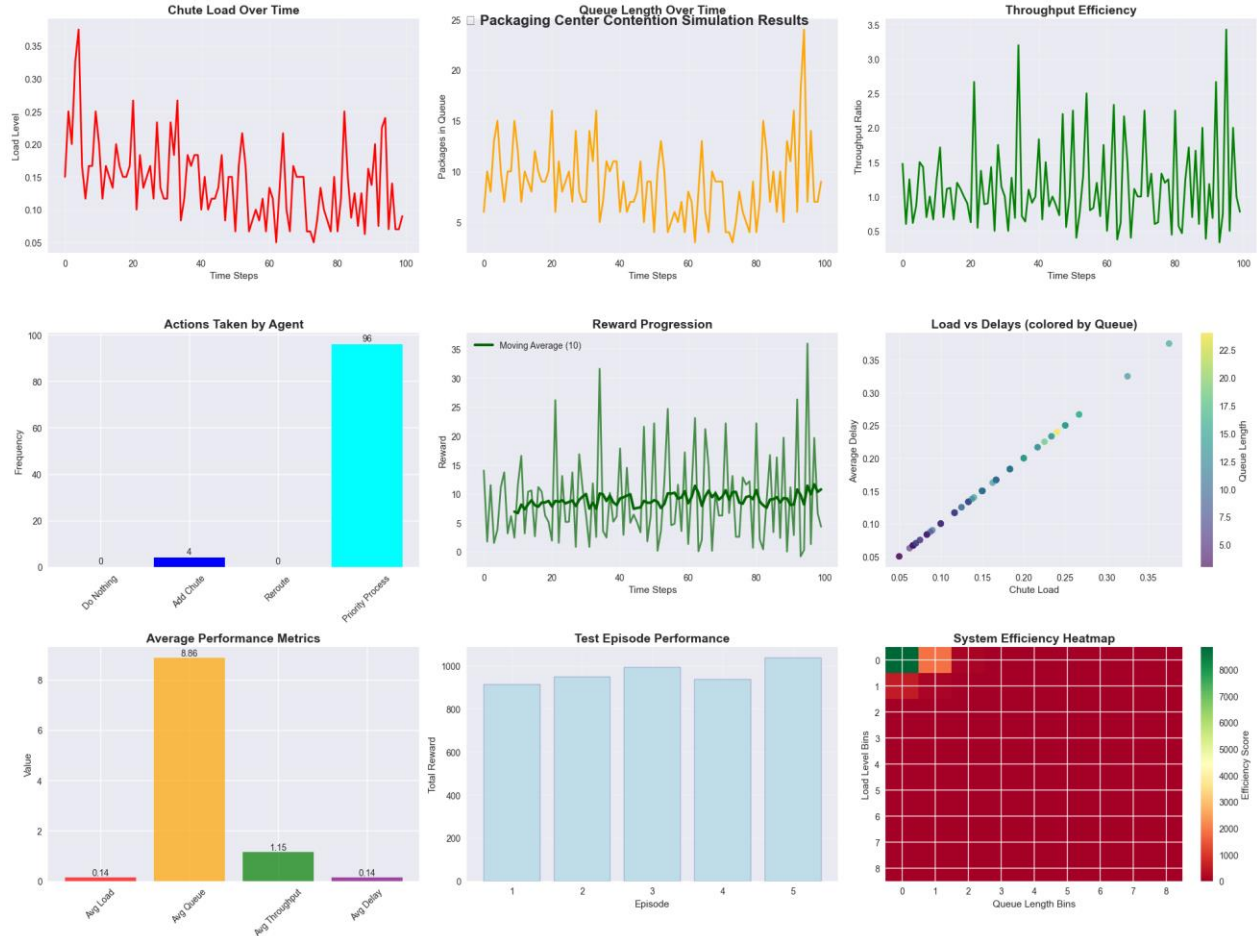 Chute Load Over Time
Load Level
0.35
0.30
0.25
0.20
0.15
0.10
0.05
0 20 40 60 80 100
Time Steps
Queue Length Over Time
▯ Packaging Center Contention Simulation Results
Packages in Queue
25
20
15
10
5
0 20 40 60 80 100
Time Steps
Throughput Efficiency
Throughput Ratio
3.5
3.0
2.5
2.0
1.5
1.0
0.5
0 20 40 60 80 100
Time Steps
Actions Taken by Agent
Frequency
100
80
60
40
20
0
0 4 0 96
Do Nothing
Add Chute
Reroute
Priority Process
Reward Progression
Moving Average (10)
Reward
35
30
25
20
15
10
5
0
0 20 40 60 80 100
Time Steps
Load vs Delays (colored by Queue)
Average Delay
0.35
0.30
0.25
0.20
0.15
0.10
0.05
0.05 0.10 0.15 0.20 0.25 0.30 0.35
Chute Load
22.5
20.0
17.5
15.0
12.5
10.0
7.5
5.0
Queue Length
Average Performance Metrics
Value
8
6
4
2
0
0.14 8.86 1.15 0.14
Avg Load
Avg Queue
Avg Throughput
Avg Delay
Test Episode Performance
Total Reward
1000
800
600
400
200
0
1 2 3 4 5
Episode
System Efficiency Heatmap
Load Level Bins
0
1
2
3
4
5
6
7
8
0 1 2 3 4 5 6 7 8
Queue Length Bins
8000
7000
6000
5000
4000
3000
2000
1000
0
Efficiency Score